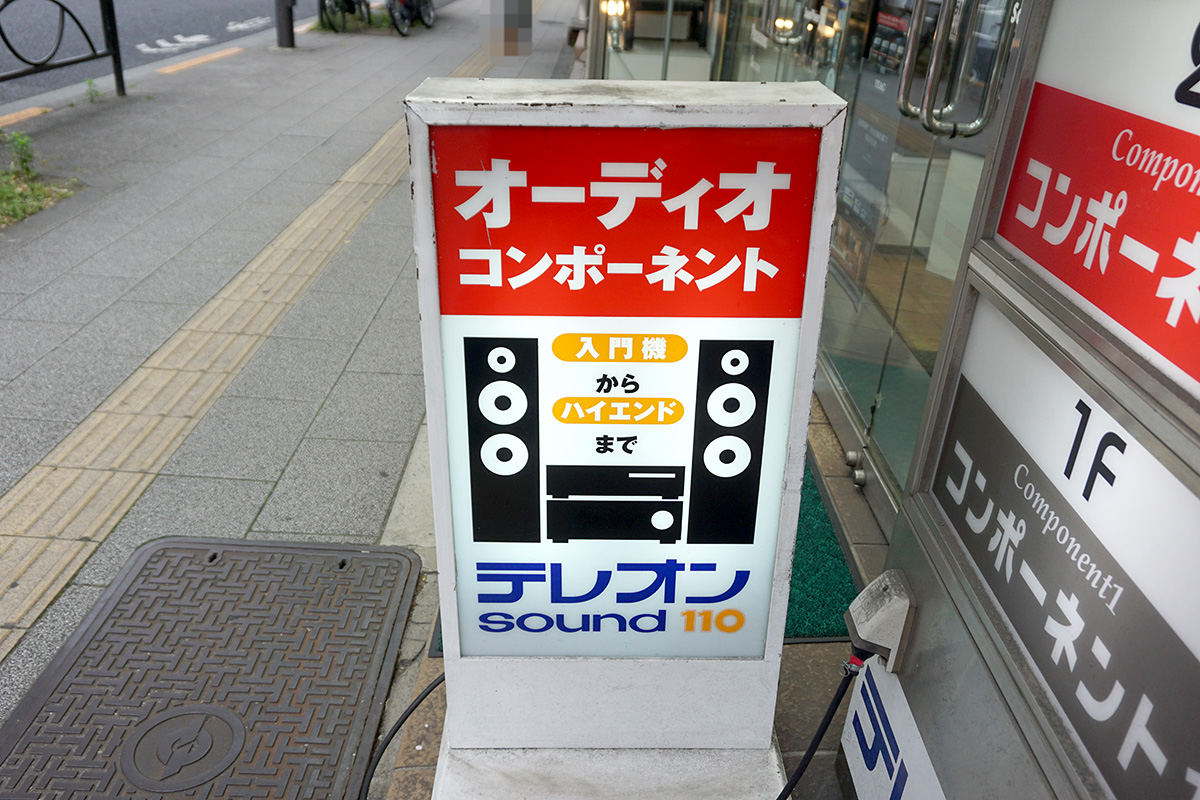 オーディオ
コンポーネント
入門機
から
ハイエンド
まで
テレオン
sound 110
コンポーネ
1F
Component1
コンポーネント